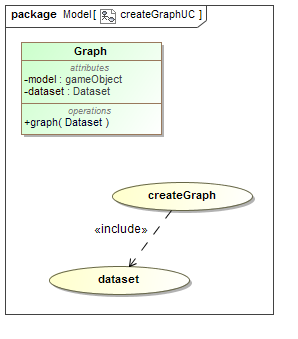 package Model[ createGraphUC ]
Graph
attributes
-model : gameObject
-dataset : Dataset
operations
+graph( Dataset )
createGraph
«include»
dataset